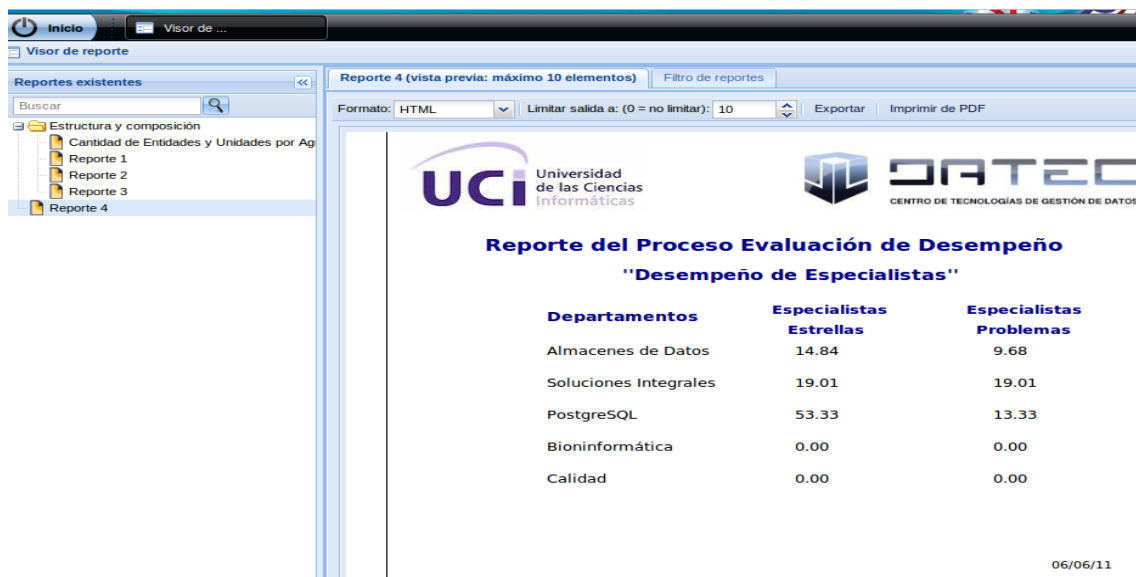 Inicio
Visor de ...
Visor de reporte
Reportes existentes
Buscar
Estructura y composición
Cantidad de Entidades y Unidades por Ag
Reporte 1
Reporte 2
Reporte 3
Reporte 4
Reporte 4 (vista previa: máximo 10 elementos)
Filtro de reportes
Formato: HTML Limitar salida a: (0 = no limitar): 10 Exportar Imprimir de PDF
UCi Universidad
de las Ciencias
Informáticas
DATEC
CENTRO DE TECNOLOGÍAS DE GESTIÓN DE DATOS
Reporte del Proceso Evaluación de Desempeño
''Desempeño de Especialistas''
Departamentos Especialistas Estrellas Especialistas Problemas
Almacenes de Datos 14.84 9.68
Soluciones Integrales 19.01 19.01
PostgreSQL 53.33 13.33
Bioninformática 0.00 0.00
Calidad 0.00 0.00
06/06/11